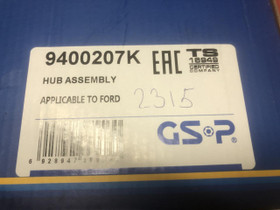 9400207K
EAC
TS
16949
CERTIFIED
COMPANY
HUB ASSEMBLY
APPLICABLE TO FORD
2315
GSP